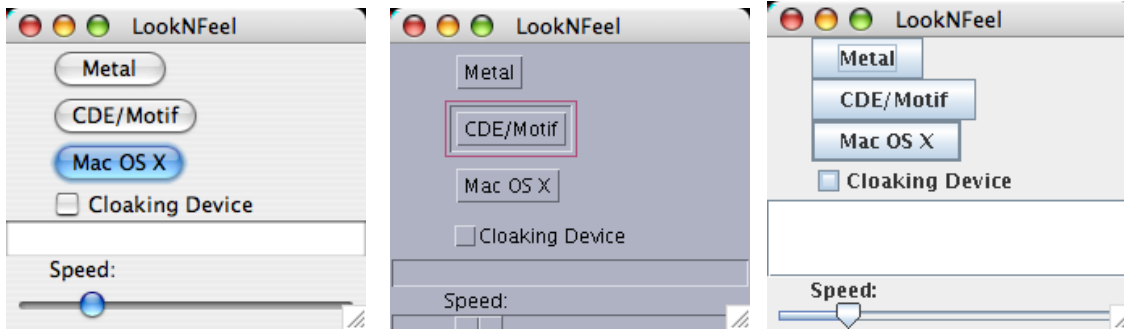 LookNFeel
Metal
CDE/Motif
Mac OS X
Cloaking Device
Speed:
LookNFeel
Metal
CDE/Motif
Mac OS X
Cloaking Device
Speed:
LookNFeel
Metal
CDE/Motif
Mac OS X
Cloaking Device
Speed: